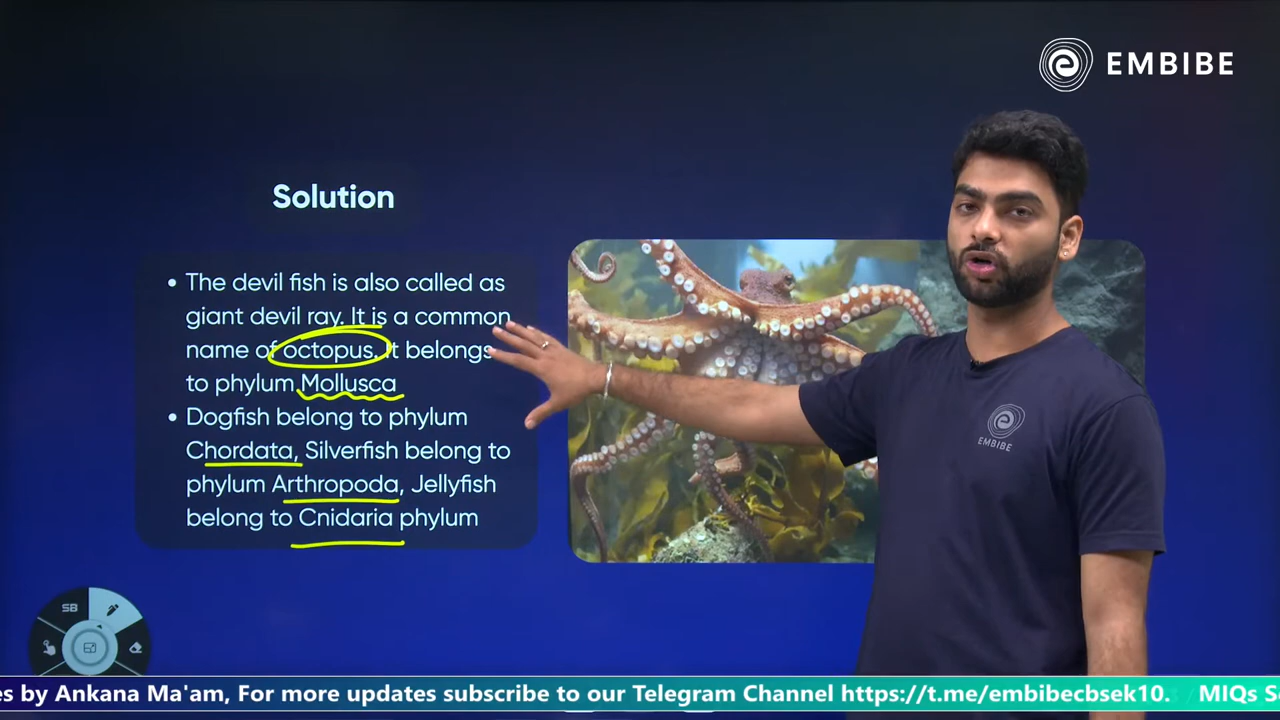 EMBIBE
Solution
• The devil fish is also called as
giant devil ray. It is a common
name of octopus. It belongs
to phylum Mollusca
• Dogfish belong to phylum
Chordata, Silverfish belong to
phylum Arthropoda, Jellyfish
belong to Cnidaria phylum
EMBIBE
SB
es by Ankana Ma'am, For more updates subscribe to our Telegram Channel https://t.me/embibecbsek10. MIQs S